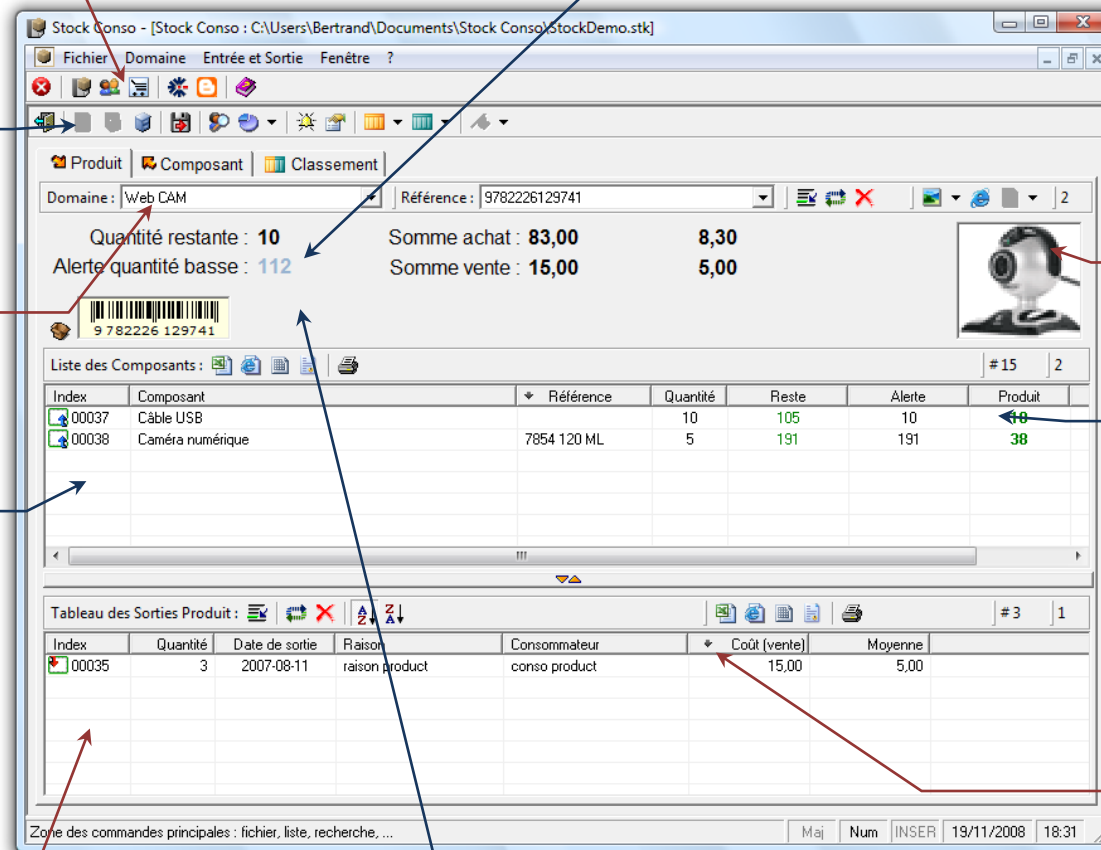 Stock Conso - [Stock Conso : C:\Users\Bertrand\Documents\Stock Conso\StockDemo.stk]
Fichier Domaine Entrée et Sortie Fenêtre ?
Produit Composant Classement
Domaine : Web CAM Référence : 9782226129741 2
Quantité restante : 10 Somme achat : 83,00 8,30
Alerte quantité basse : 112 Somme vente : 15,00 5,00
9 782226 129741
Liste des Composants : #15 2
Index Composant Référence Quantité Reste Alerte Produit
00037 Câble USB 10 105 10 10
00038 Caméra numérique 7854 120 ML 5 191 191 38
Tableau des Sorties Produit : #3 1
Index Quantité Date de sortie Raison Consommateur Coût (vente) Moyenne
00035 3 2007-08-11 raison product conso product 15,00 5,00
Zone des commandes principales : fichier, liste, recherche, ... Maj Num INSER 19/11/2008 18:31